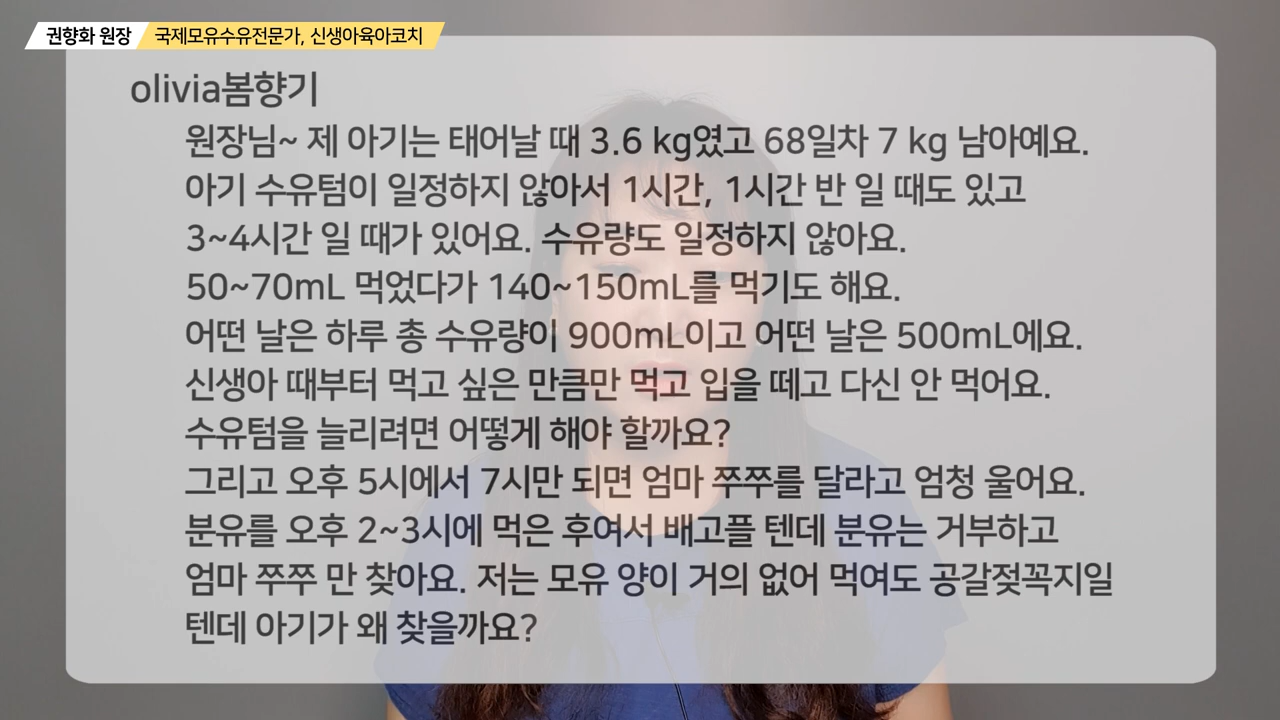 권향화 원장 국제모유수유전문가, 신생아육아코치
olivia봄향기
원장님~ 제 아기는 태어날 때 3.6 kg였고 68일차 7 kg 남아예요.
아기 수유텀이 일정하지 않아서 1시간, 1시간 반 일 때도 있고
3~4시간 일 때가 있어요. 수유량도 일정하지 않아요.
50~70mL 먹었다가 140~150mL를 먹기도 해요.
어떤 날은 하루 총 수유량이 900mL이고 어떤 날은 500mL에요.
신생아 때부터 먹고 싶은 만큼만 먹고 입을 떼고 다신 안 먹어요.
수유텀을 늘리려면 어떻게 해야 할까요?
그리고 오후 5시에서 7시만 되면 엄마 쭈쭈를 달라고 엄청 울어요.
분유를 오후 2~3시에 먹은 후여서 배고플 텐데 분유는 거부하고
엄마 쭈쭈 만 찾아요. 저는 모유 양이 거의 없어 먹여도 공갈젖꼭지일
텐데 아기가 왜 찾을까요?